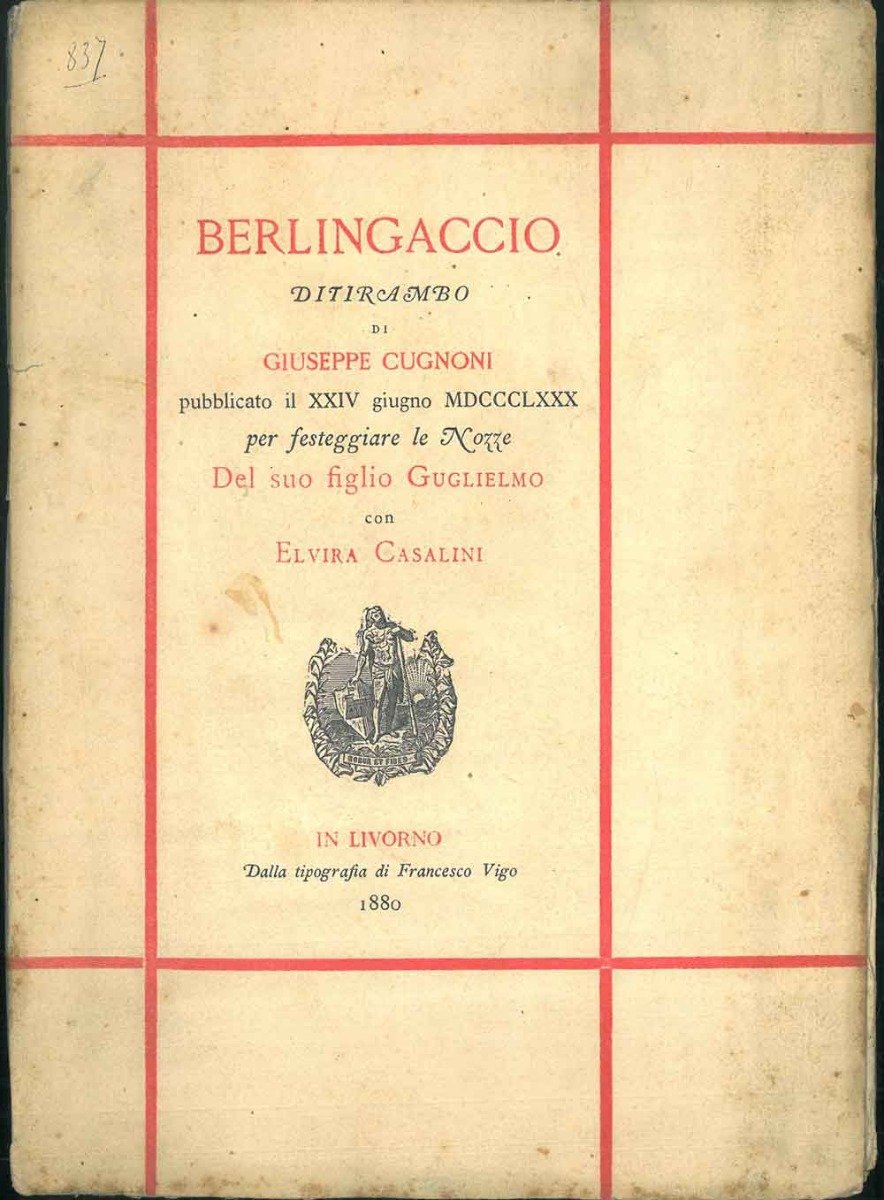 837
BERLINGACCIO
DITIRAMBO
DI
GIUSEPPE CUGNONI
pubblicato il XXIV giugno MDCCCLXXX
per festeggiare le Nozze
Del suo figlio GUGLIELMO
con
ELVIRA CASALINI
ROBUR ET FIDES
IN LIVORNO
Dalla tipografia di Francesco Vigo
1880